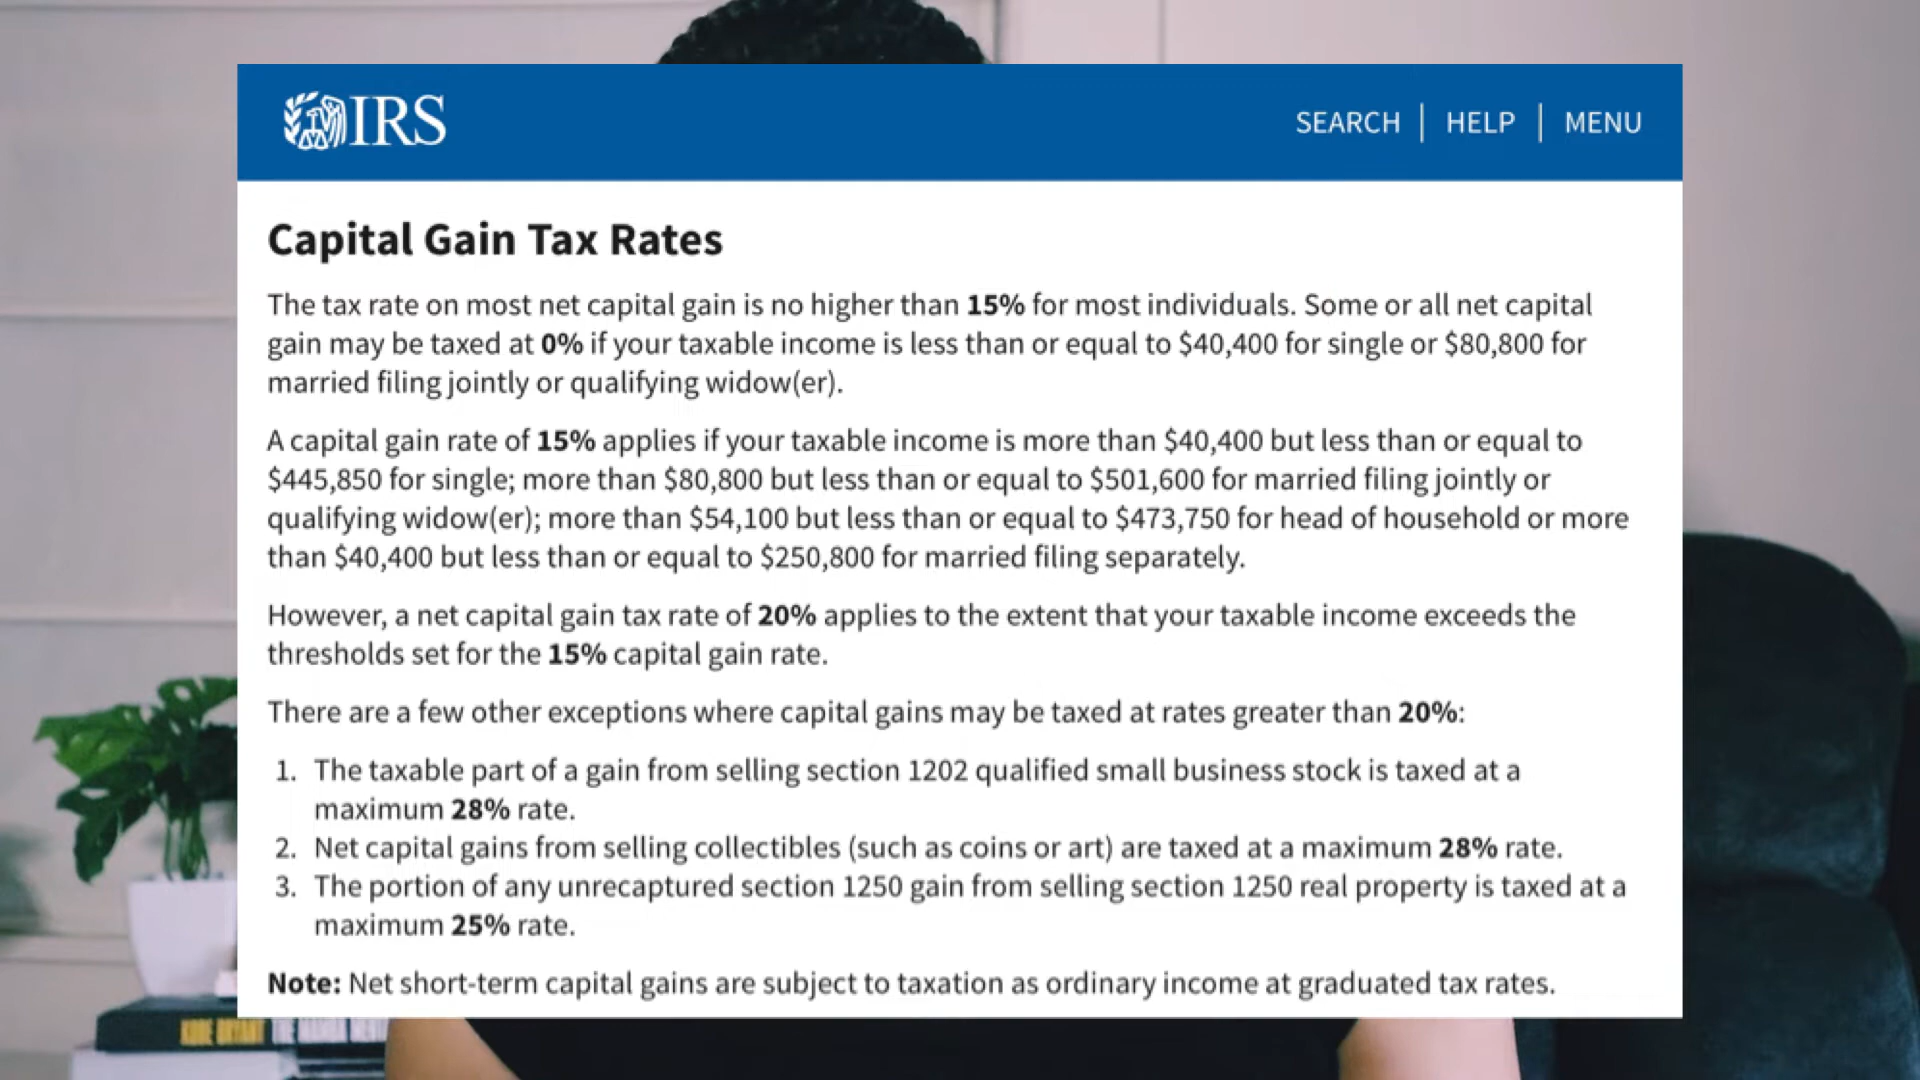 IRS
SEARCH | HELP | MENU
Capital Gain Tax Rates
The tax rate on most net capital gain is no higher than 15% for most individuals. Some or all net capital
gain may be taxed at 0% if your taxable income is less than or equal to $40,400 for single or $80,800 for
married filing jointly or qualifying widow(er).
A capital gain rate of 15% applies if your taxable income is more than $40,400 but less than or equal to
$445,850 for single; more than $80,800 but less than or equal to $501,600 for married filing jointly or
qualifying widow(er); more than $54,100 but less than or equal to $473,750 for head of household or more
than $40,400 but less than or equal to $250,800 for married filing separately.
However, a net capital gain tax rate of 20% applies to the extent that your taxable income exceeds the
thresholds set for the 15% capital gain rate.
There are a few other exceptions where capital gains may be taxed at rates greater than 20%:
1. The taxable part of a gain from selling section 1202 qualified small business stock is taxed at a
maximum 28% rate.
2. Net capital gains from selling collectibles (such as coins or art) are taxed at a maximum 28% rate.
3. The portion of any unrecaptured section 1250 gain from selling section 1250 real property is taxed at a
maximum 25% rate.
Note: Net short-term capital gains are subject to taxation as ordinary income at graduated tax rates.
KOBE BRYANT THE MAMBA